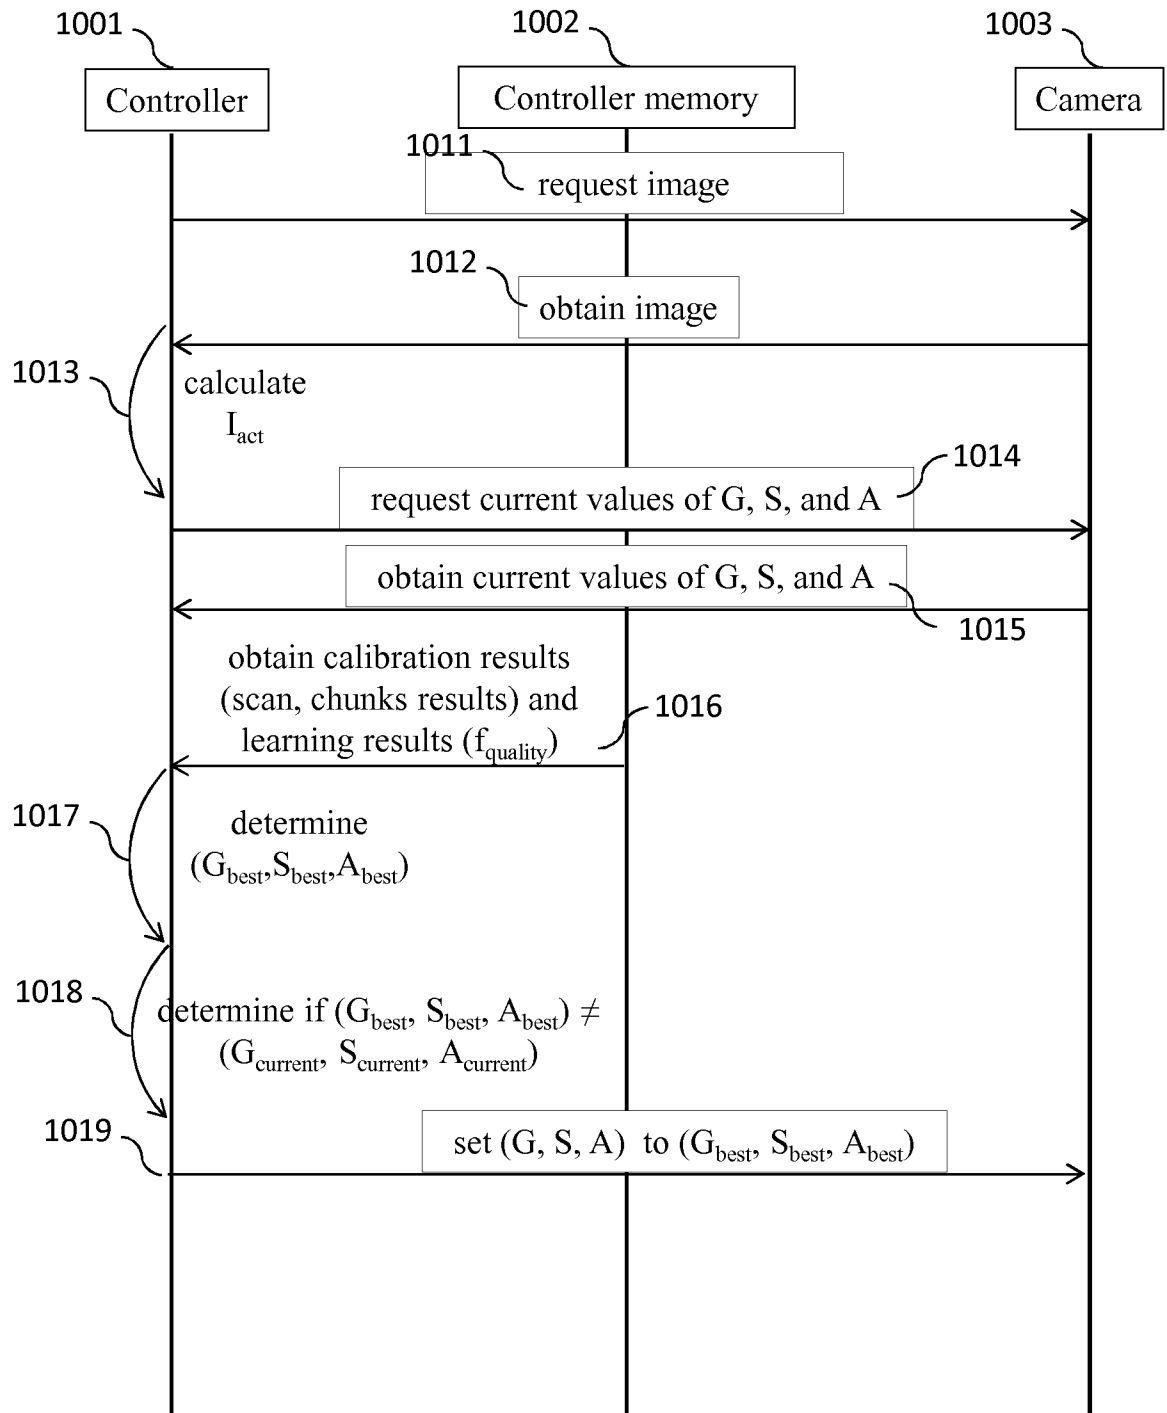 1001
1002
1003
Controller
Controller memory
Camera
1011
request image
1012
obtain image
1013
calculate
I_act
1014
request current values of G, S, and A
obtain current values of G, S, and A
1015
obtain calibration results
(scan, chunks results) and
learning results (f_quality)
1016
1017
determine
(G_best,S_best,A_best)
1018
determine if (G_best, S_best, A_best) ≠
(G_current, S_current, A_current)
1019
set (G, S, A) to (G_best, S_best, A_best)